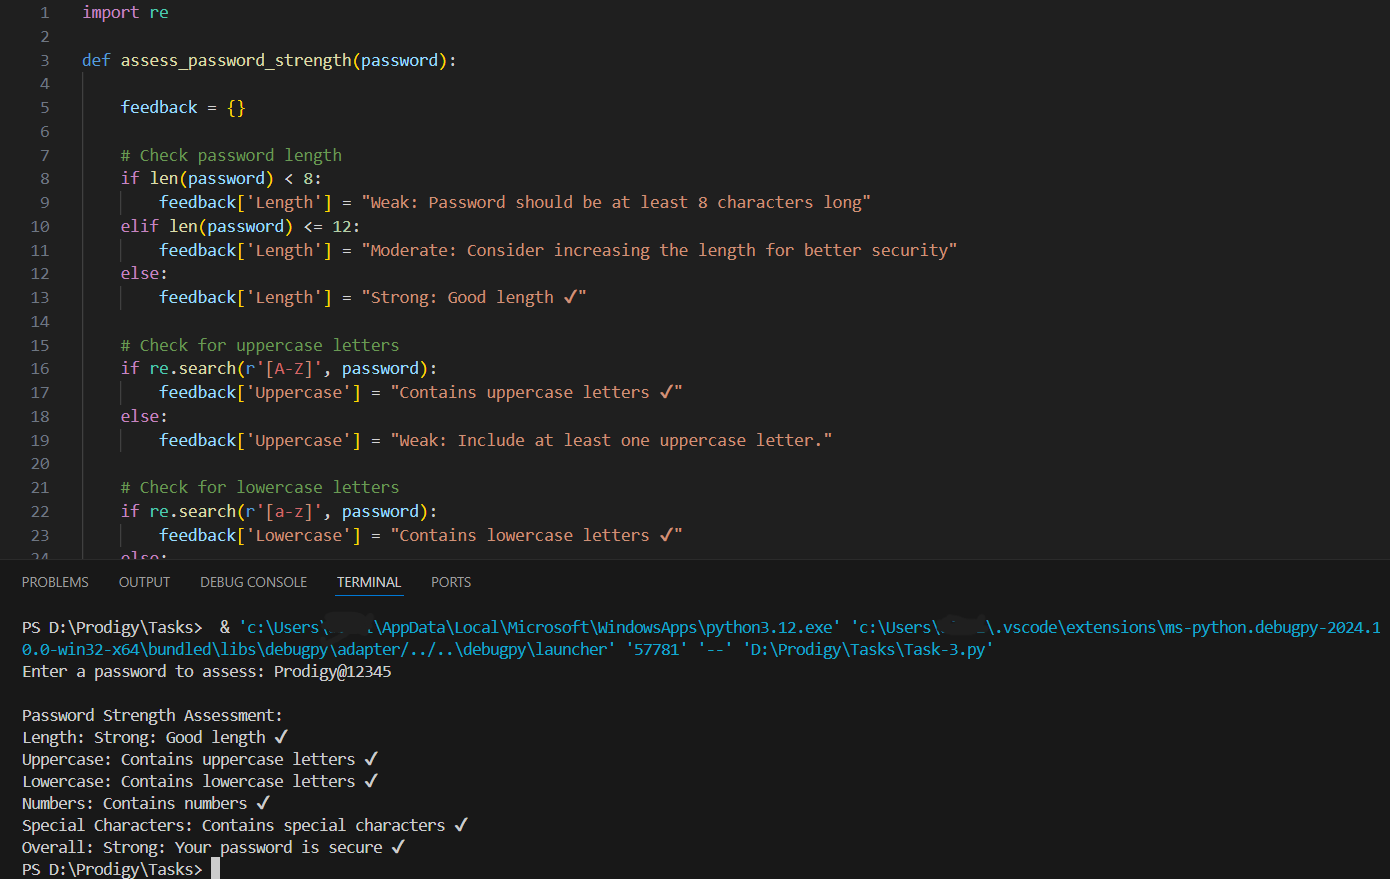 1 import re
2
3 def assess_password_strength(password):
4
5 feedback = {}
6
7 # Check password length
8 if len(password) < 8:
9 feedback['Length'] = "Weak: Password should be at least 8 characters long"
10 elif len(password) <= 12:
11 feedback['Length'] = "Moderate: Consider increasing the length for better security"
12 else:
13 feedback['Length'] = "Strong: Good length ✓"
14
15 # Check for uppercase letters
16 if re.search(r'[A-Z]', password):
17 feedback['Uppercase'] = "Contains uppercase letters ✓"
18 else:
19 feedback['Uppercase'] = "Weak: Include at least one uppercase letter."
20
21 # Check for lowercase letters
22 if re.search(r'[a-z]', password):
23 feedback['Lowercase'] = "Contains lowercase letters ✓"
24 else:
PROBLEMS OUTPUT DEBUG CONSOLE TERMINAL PORTS
PS D:\Prodigy\Tasks> & 'c:\Users\ \AppData\Local\Microsoft\WindowsApps\python3.12.exe' 'c:\Users\ \.vscode\extensions\ms-python.debugpy-2024.1
0.0-win32-x64\bundled\libs\debugpy\adapter/../..\debugpy\launcher' '57781' '--' 'D:\Prodigy\Tasks\Task-3.py'
Enter a password to assess: Prodigy@12345
Password Strength Assessment:
Length: Strong: Good length ✓
Uppercase: Contains uppercase letters ✓
Lowercase: Contains lowercase letters ✓
Numbers: Contains numbers ✓
Special Characters: Contains special characters ✓
Overall: Strong: Your password is secure ✓
PS D:\Prodigy\Tasks>